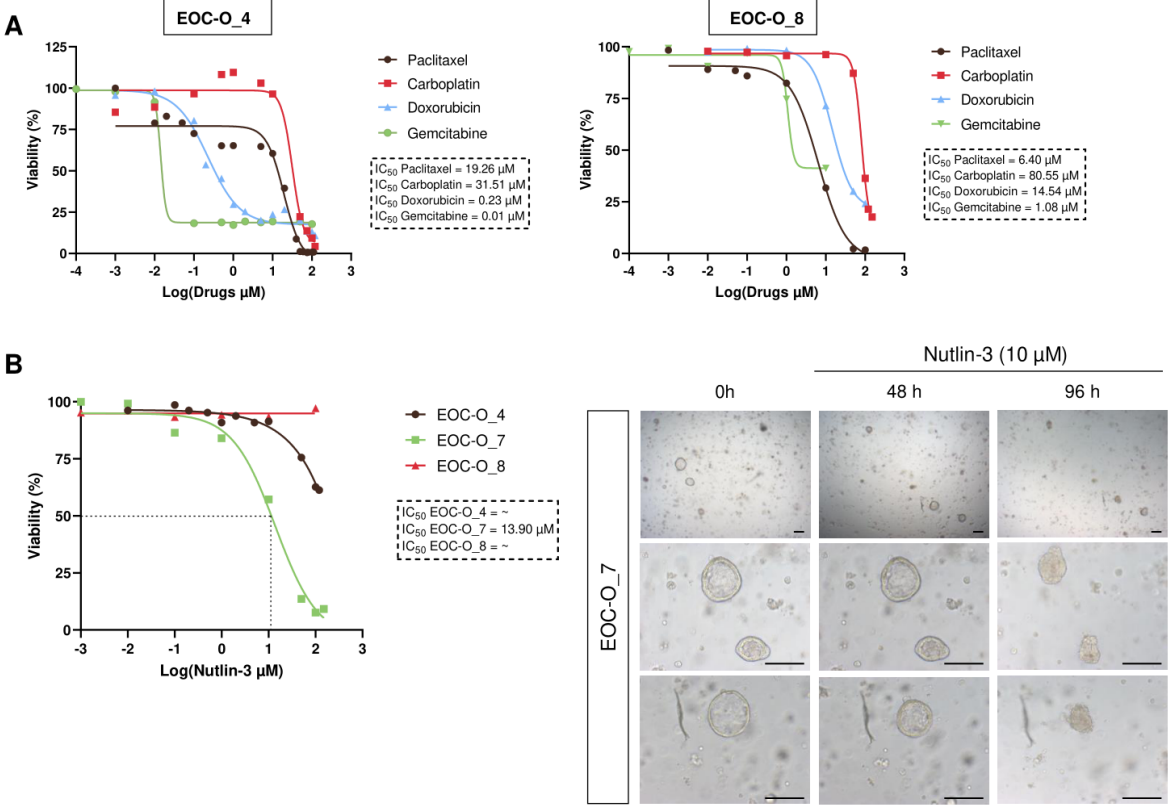 A
EOC-O_4
125
100
75
50
25
0
-4 -3 -2 -1 0 1 2 3
Viability (%)
Log(Drugs µM)
Paclitaxel
Carboplatin
Doxorubicin
Gemcitabine
IC50 Paclitaxel = 19.26 µM
IC50 Carboplatin = 31.51 µM
IC50 Doxorubicin = 0.23 µM
IC50 Gemcitabine = 0.01 µM
EOC-O_8
100
75
50
25
0
-4 -3 -2 -1 0 1 2 3
Viability (%)
Log(Drugs µM)
Paclitaxel
Carboplatin
Doxorubicin
Gemcitabine
IC50 Paclitaxel = 6.40 µM
IC50 Carboplatin = 80.55 µM
IC50 Doxorubicin = 14.54 µM
IC50 Gemcitabine = 1.08 µM
B
100
75
50
25
0
-3 -2 -1 0 1 2 3
Viability (%)
Log(Nutlin-3 µM)
EOC-O_4
EOC-O_7
EOC-O_8
IC50 EOC-O_4 = ~
IC50 EOC-O_7 = 13.90 µM
IC50 EOC-O_8 = ~
Nutlin-3 (10 µM)
0h 48 h 96 h
EOC-O_7